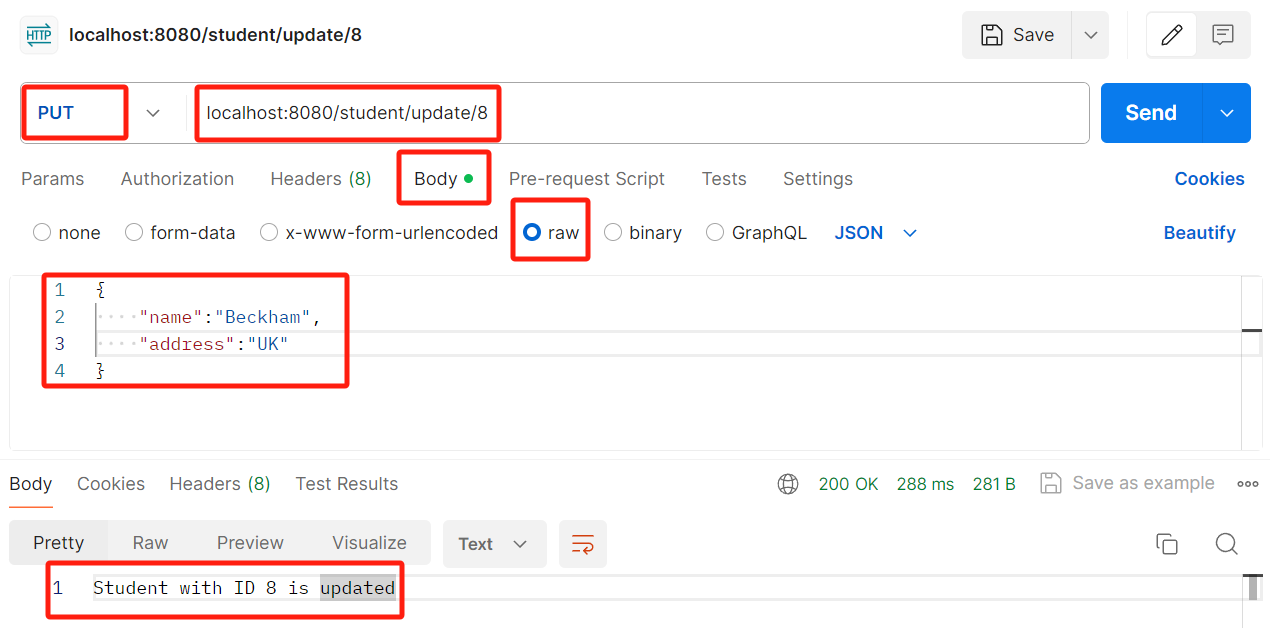 HTTP localhost:8080/student/update/8 Save
PUT localhost:8080/student/update/8 Send
Params Authorization Headers (8) Body Pre-request Script Tests Settings Cookies
none form-data x-www-form-urlencoded raw binary GraphQL JSON Beautify
1 {
2 "name":"Beckham",
3 "address":"UK"
4 }
Body Cookies Headers (8) Test Results 200 OK 288 ms 281 B Save as example
Pretty Raw Preview Visualize Text
1 Student with ID 8 is updated